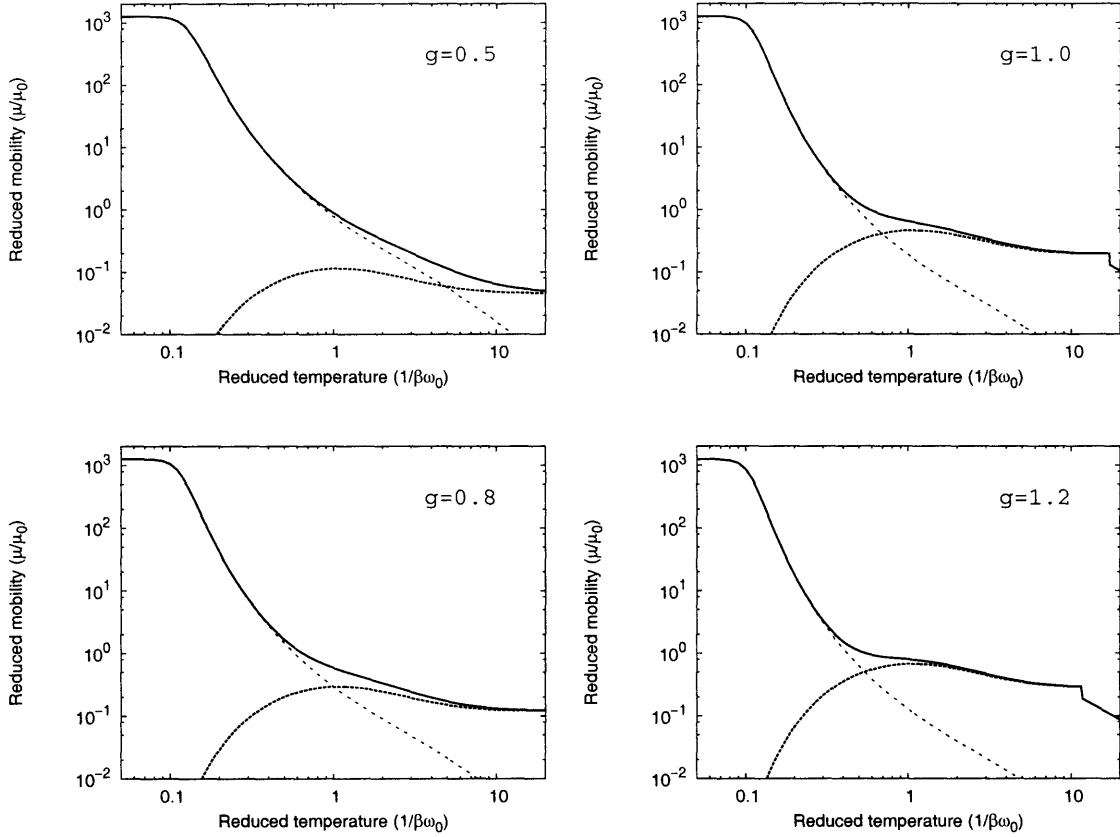 Reduced mobility (μ/μ₀)
10³
10²
10¹
10⁰
10⁻¹
10⁻²
g=0.5
0.1 1 10
Reduced temperature (1/βω₀)
Reduced mobility (μ/μ₀)
10³
10²
10¹
10⁰
10⁻¹
10⁻²
g=1.0
0.1 1 10
Reduced temperature (1/βω₀)
Reduced mobility (μ/μ₀)
10³
10²
10¹
10⁰
10⁻¹
10⁻²
g=0.8
0.1 1 10
Reduced temperature (1/βω₀)
Reduced mobility (μ/μ₀)
10³
10²
10¹
10⁰
10⁻¹
10⁻²
g=1.2
0.1 1 10
Reduced temperature (1/βω₀)